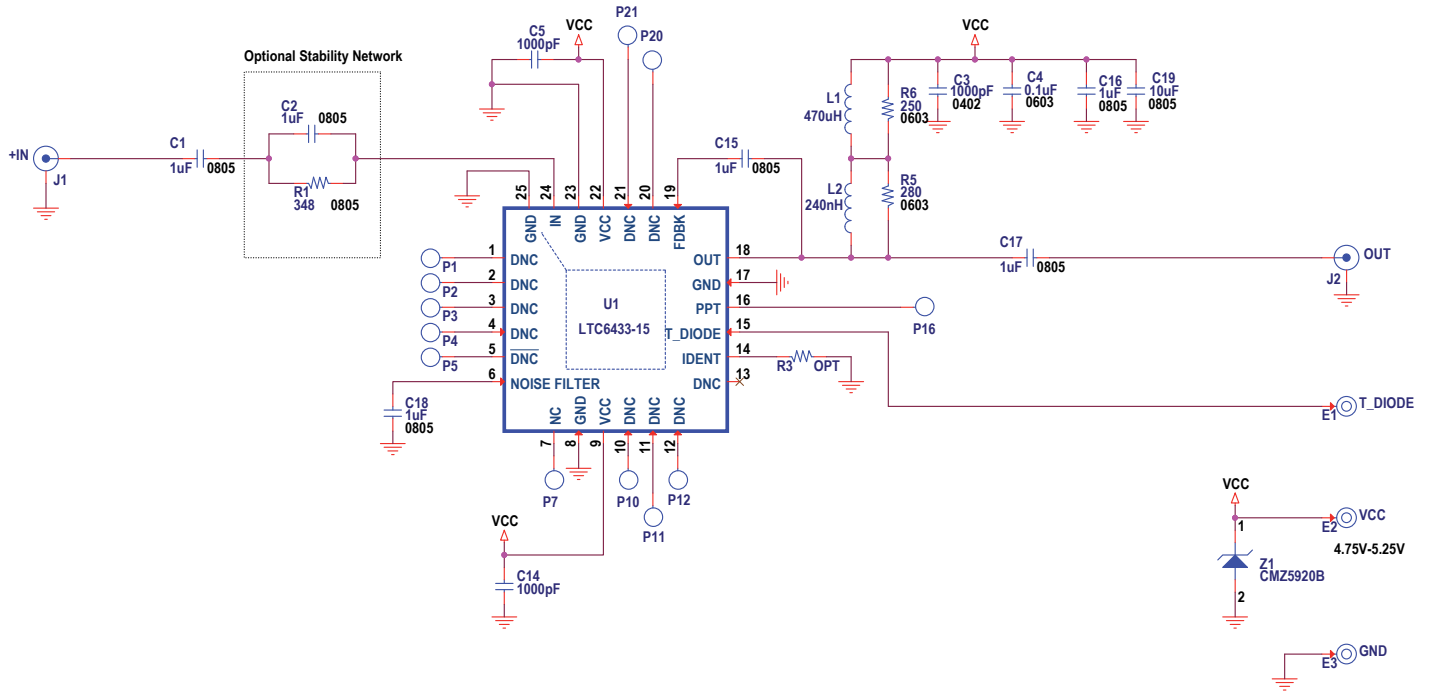 P21
C5
1000pF
VCC
P20
VCC
Optional Stability Network
C2
1uF 0805
L1
470uH
R6
250
0603
C3
1000pF
0402
C4
0.1uF
0603
C16
1uF
0805
C19
10uF
0805
+IN
J1
C1
1uF 0805
R1
348 0805
C15
1uF 0805
L2
240nH
R5
280
0603
25 24 23 22 21 20 19
GND IN GND VCC DNC DNC FDBK
1 DNC
2 DNC
3 DNC
4 DNC
5 DNC
6 NOISE FILTER
P1
P2
P3
P4
P5
U1
LTC6433-15
OUT 18
GND 17
PPT 16
T_DIODE 15
IDENT 14
DNC 13
C17
1uF 0805
OUT
J2
P16
R3 OPT
C18
1uF
0805
NC GND VCC DNC DNC DNC
7 8 9 10 11 12
P7
P10
P12
P11
T_DIODE
E1
VCC
C14
1000pF
VCC
1
Z1
CMZ5920B
2
VCC
E2
4.75V-5.25V
GND
E3